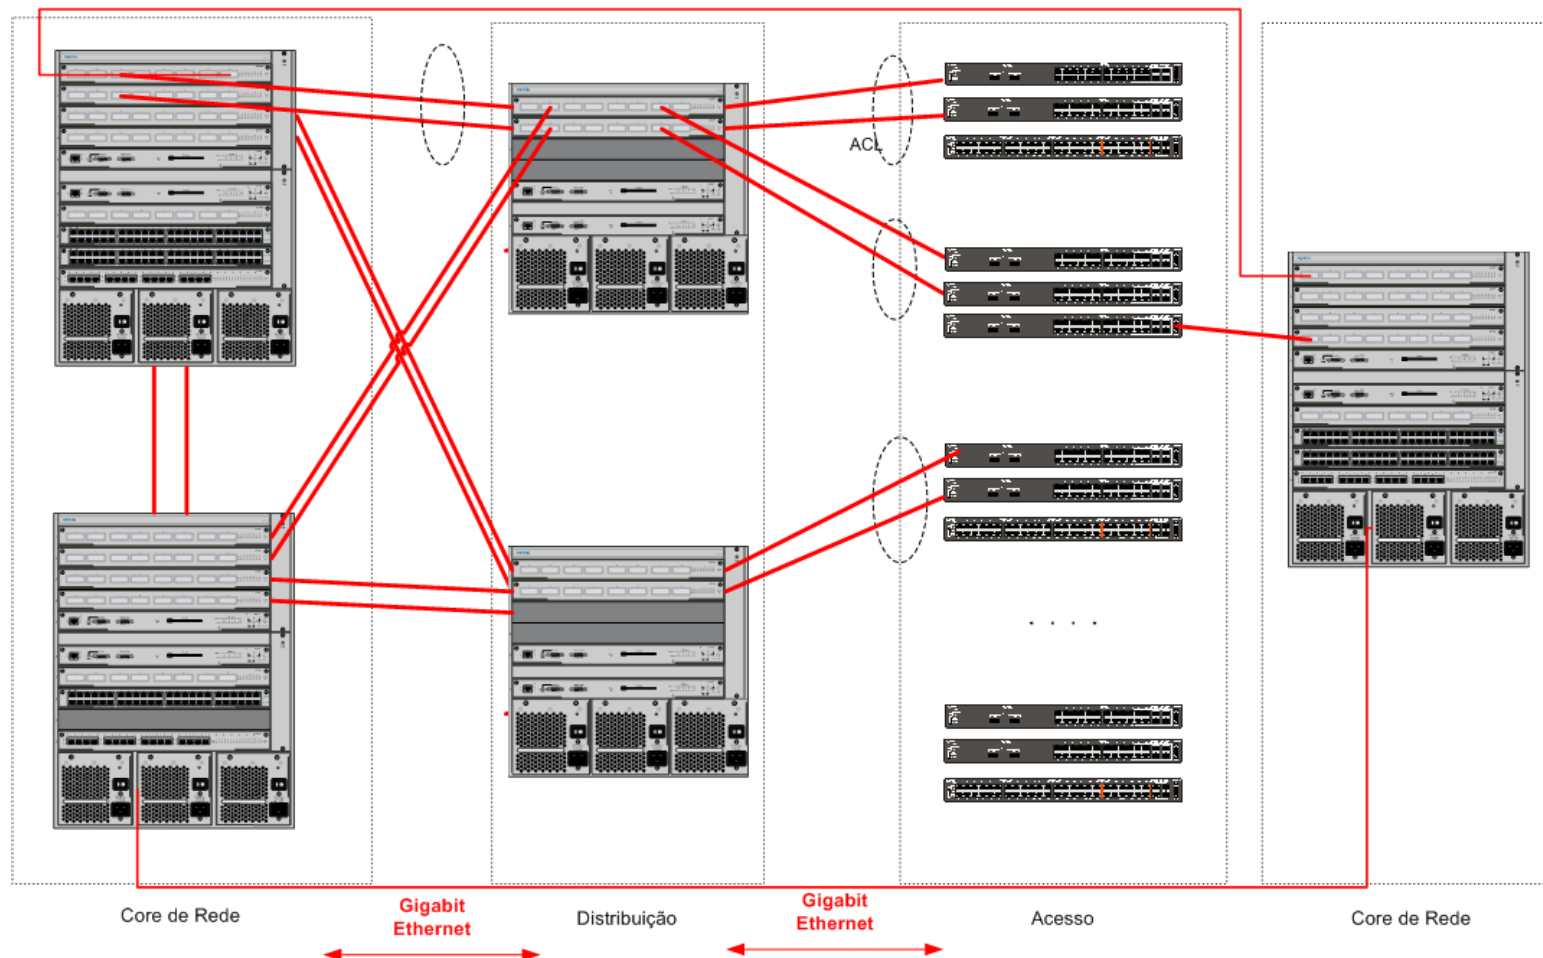 ACL
Core de Rede
Gigabit
Ethernet
Distribuição
Gigabit
Ethernet
Acesso
Core de Rede